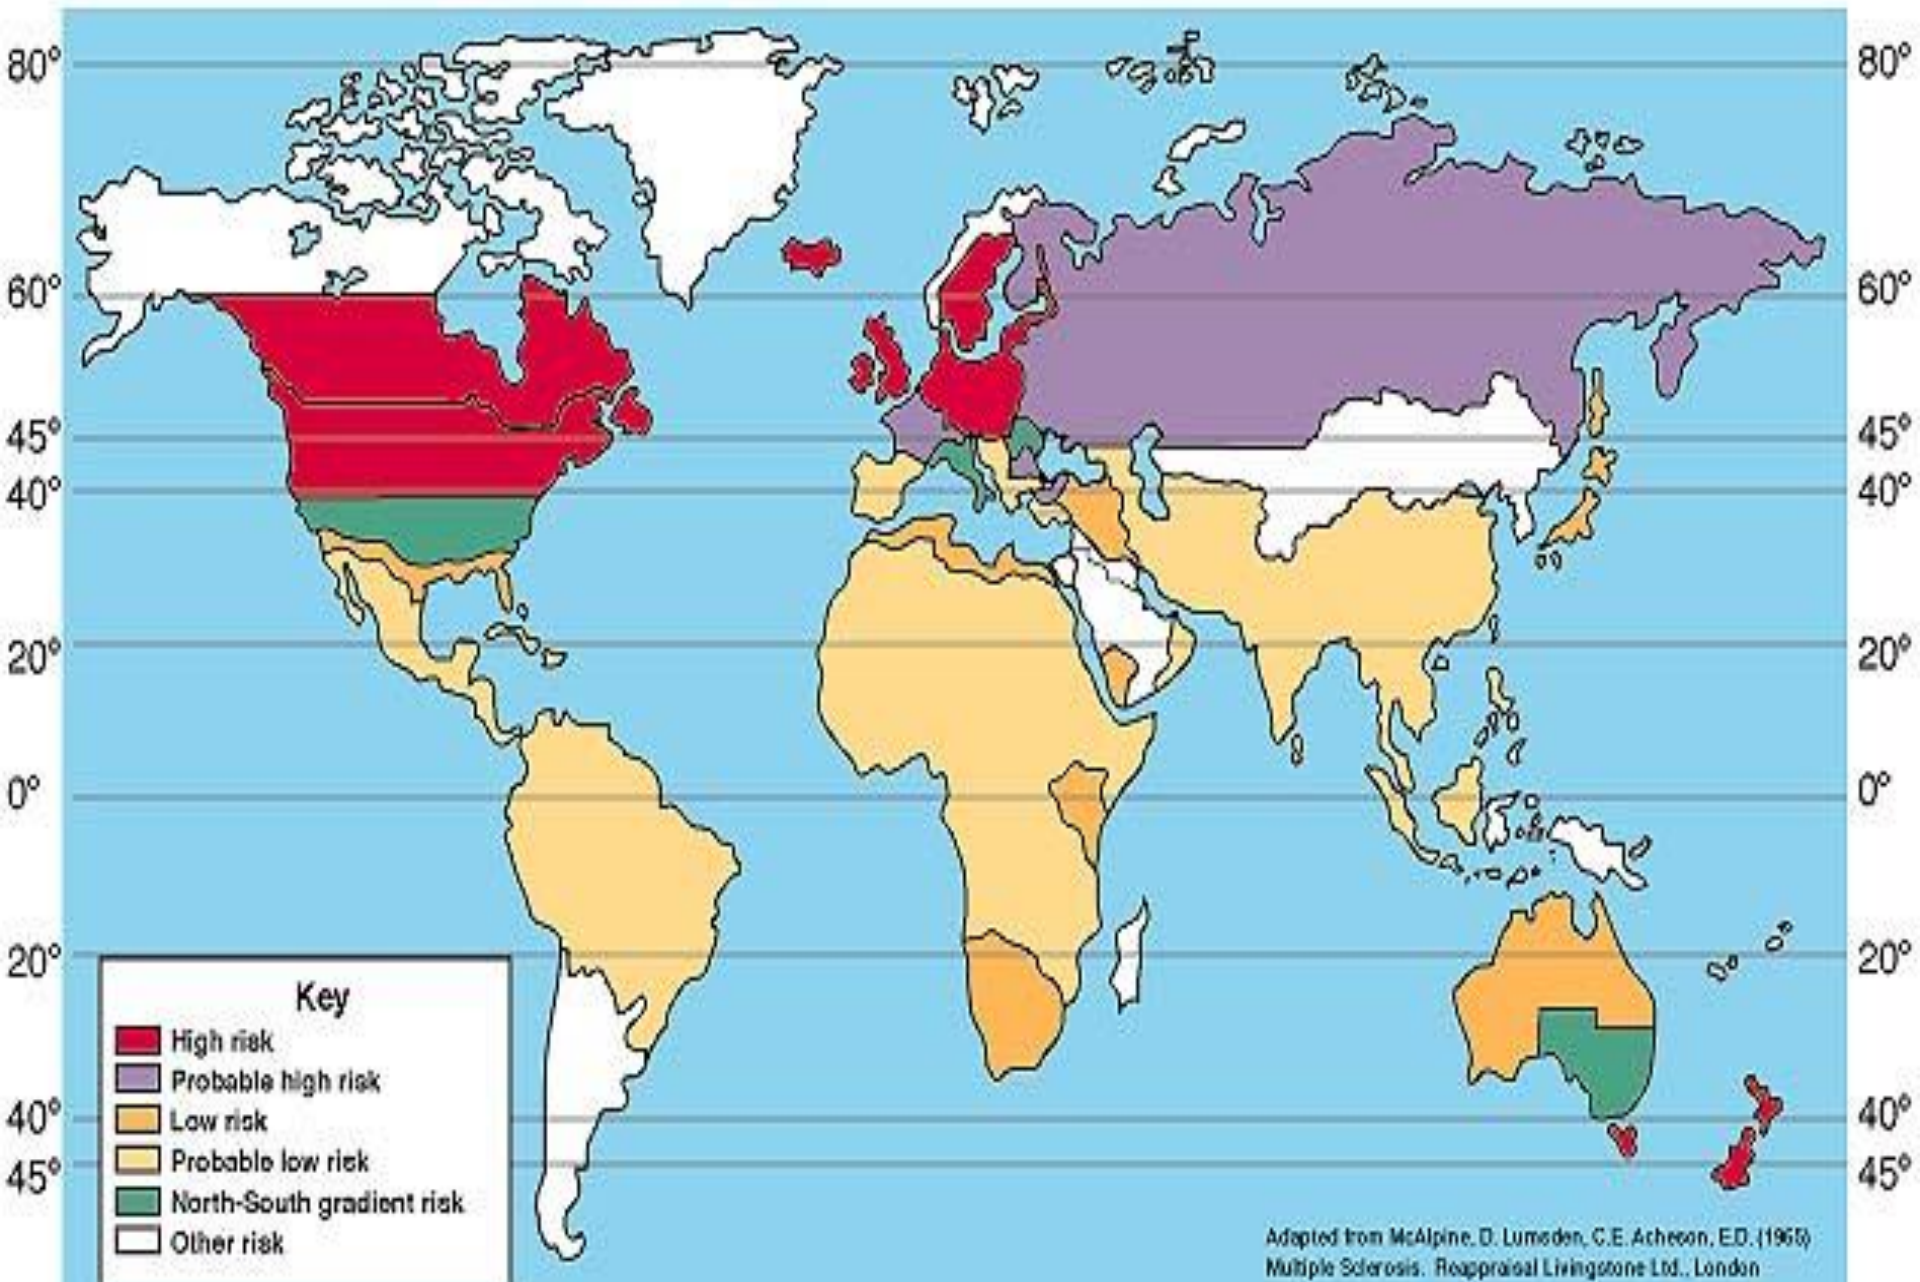 80° 80°
60° 60°
45° 45°
40° 40°
20° 20°
0° 0°
20° 20°
Key
High risk
Probable high risk
Low risk
40° 40°
Probable low risk
45° 45°
North-South gradient risk
Other risk
Adapted from McAlpine, D. Lumsden, C.E. Acheson, E.D. (1965)
Multiple Sclerosis. Reappraisal Livingstone Ltd., London